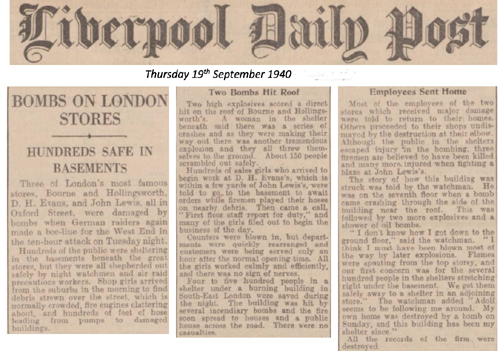 Liverpool Daily Post
Thursday 19th September 1940
BOMBS ON LONDON
STORES
HUNDREDS SAFE IN
BASEMENTS
Three of London's most famous
stores, Bourne and Hollingsworth,
D. H. Evans, and John Lewis, all in
Oxford Street, were damaged by
bombs when German raiders again
made a bee-line for the West End in
the ten-hour attack on Tuesday night.
Hundreds of the public were sheltering
in the basements beneath the great
stores, but they were all shepherded out
safely by night watchers and air raid
precautions workers. Shop girls arrived
from the suburbs in the morning to find
debris strewn over the street, which is
normally crowded, fire engines clattering
about, and hundreds of feet of hose
leading from pumps to damaged
buildings.
Two Bombs Hit Roof
Two high explosives scored a direct
hit on the roof of Bourne and Hollings-
worth's. A woman in the shelter
beneath said there was a series of
crashes and as they were making their
way out there was another tremendous
explosion and they all threw them-
selves to the ground. About 150 people
scrambled out safely.
Hundreds of sales girls who arrived to
begin work at D. H. Evans's, which is
within a few yards of John Lewis's, were
told to go to the basement to await
orders while firemen played their hoses
on nearby debris. Then came a call,
"First floor staff report for duty," and
many of the girls filed out to begin the
business of the day.
Counters were blown in, but depart-
ments were quickly rearranged and
customers were being served only an
hour after the normal opening time. All
the girls worked calmly and efficiently,
and there was no sign of nerves.
Four to five hundred people in a
shelter under a burning building in
South-East London were saved during
the night. The building was hit by
several incendiary bombs and the fire
soon spread to houses and a public
house across the road. There were no
casualties.
Employees Sent Home
Most of the employees of the two
stores which received major damage
were told to return to their homes.
Others proceeded to their shops undis-
mayed by the destruction at their elbow.
Although the public in the shelters
escaped injury in the bombing, three
firemen are believed to have been killed
and many more injured when fighting a
blaze at John Lewis's.
The story of how this building was
struck was told by the watchman. He
was on the seventh floor when a bomb
came crashing through the side of the
building near the roof. This was
followed by two more explosives and a
shower of oil bombs.
"I don't know how I got down to the
ground floor," said the watchman. "I
think I must have been blown most of
the way by later explosions. Flames
were spouting from the top storey, and
our first concern was for the several
hundred people in the shelters stretching
right under the basement. We got them
safely away to a shelter in an adjoining
store." The watchman added "Adolf
seems to be following me around. My
own home was destroyed by a bomb on
Sunday, and this building has been my
shelter since."
All the records of the firm were
destroyed.